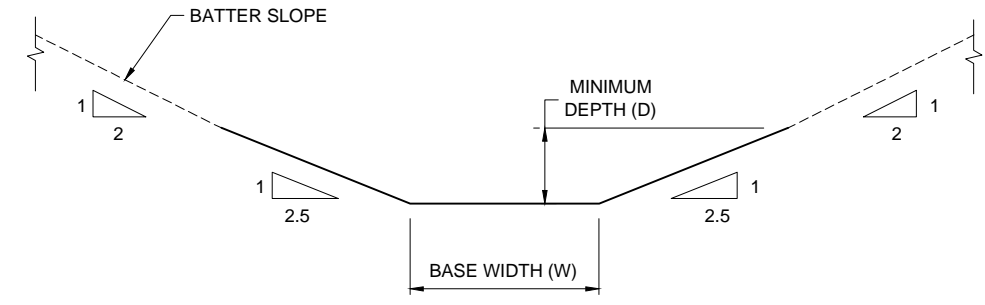 BATTER SLOPE
MINIMUM
DEPTH (D)
1
2
1
2
1
2.5
1
2.5
BASE WIDTH (W)